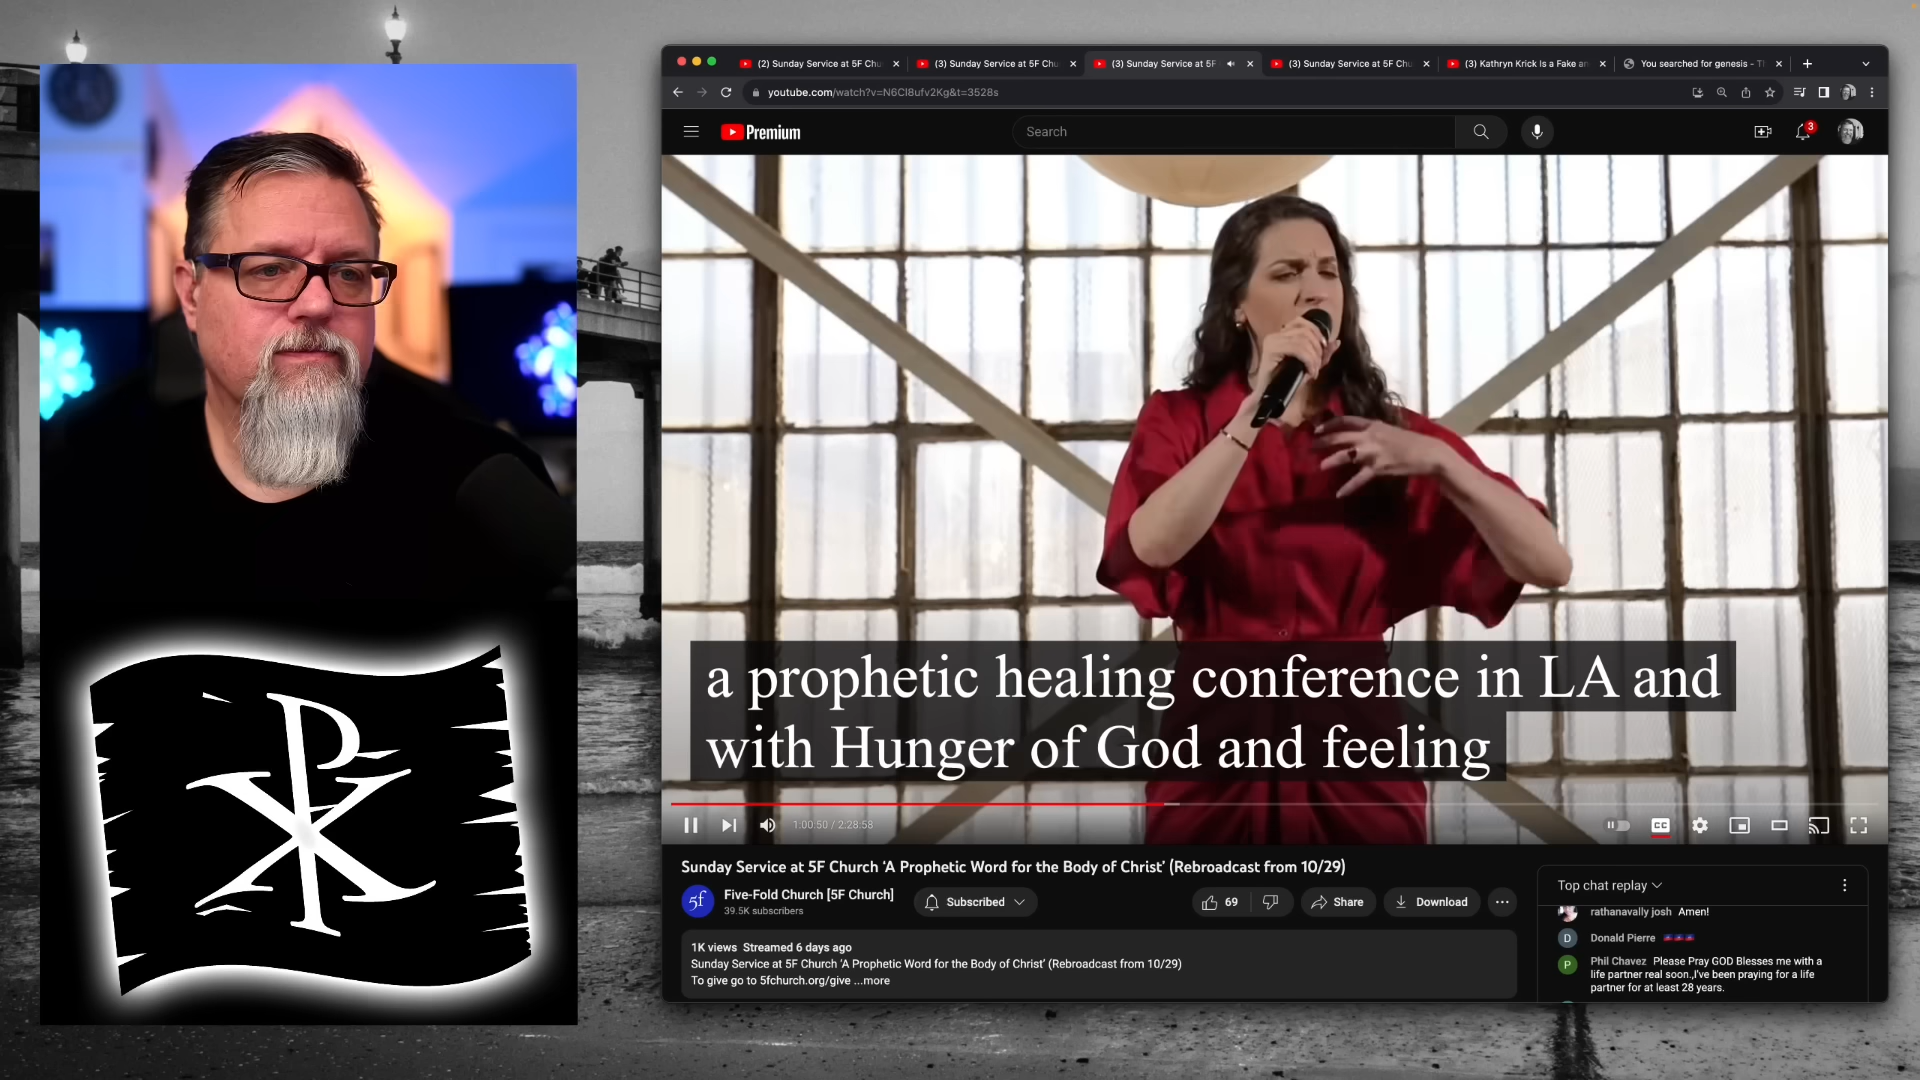 (2) Sunday Service at 5F Chu
(3) Sunday Service at 5F Chu
(3) Sunday Service at 5F
(3) Sunday Service at 5F Chu
(3) Kathryn Krick Is a Fake an
You searched for genesis - T
youtube.com/watch?v=N6Cl8ufv2Kg&t=3528s
Premium
Search
3
a prophetic healing conference in LA and
with Hunger of God and feeling
1:00:50 / 2:28:58
CC
Sunday Service at 5F Church 'A Prophetic Word for the Body of Christ' (Rebroadcast from 10/29)
5f
Five-Fold Church [5F Church]
39.5K subscribers
Subscribed
69
Share
Download
1K views Streamed 6 days ago
Sunday Service at 5F Church 'A Prophetic Word for the Body of Christ' (Rebroadcast from 10/29)
To give go to 5fchurch.org/give ...more
Top chat replay
rathanavally josh Amen!
D Donald Pierre
P Phil Chavez Please Pray GOD Blesses me with a
life partner real soon.,I've been praying for a life
partner for at least 28 years.